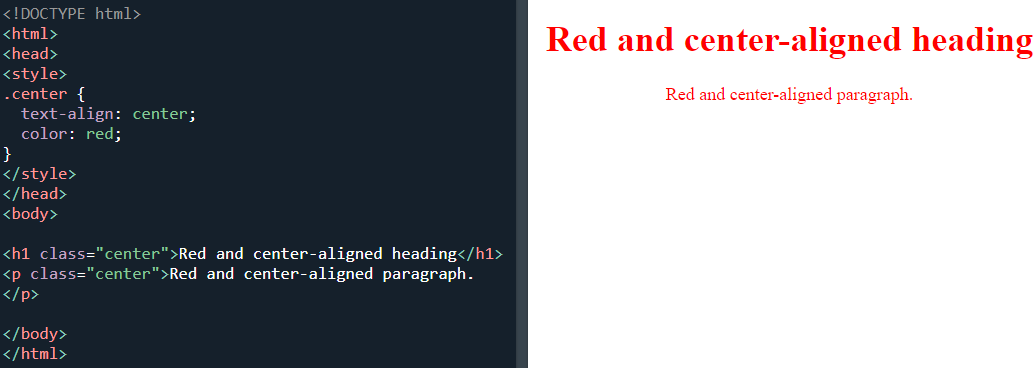 <!DOCTYPE html>
<html>
<head>
<style>
.center {
  text-align: center;
  color: red;
}
</style>
</head>
<body>

<h1 class="center">Red and center-aligned heading</h1>
<p class="center">Red and center-aligned paragraph.
</p>

</body>
</html>
Red and center-aligned heading
Red and center-aligned paragraph.